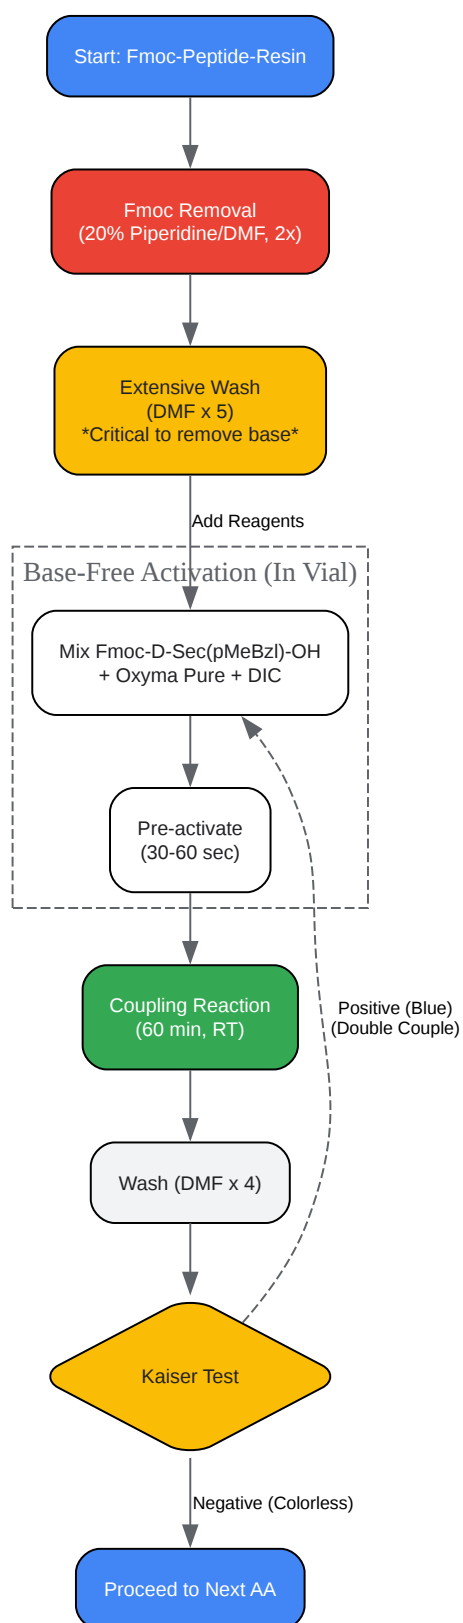 Start: Fmoc-Peptide-Resin
Fmoc Removal
(20% Piperidine/DMF, 2x)
Extensive Wash
(DMF x 5)
*Critical to remove base*
Add Reagents
Base-Free Activation (In Vial)
Mix Fmoc-D-Sec(pMeBzl)-OH
+ Oxyma Pure + DIC
Pre-activate
(30-60 sec)
Coupling Reaction
(60 min, RT)
Positive (Blue)
(Double Couple)
Wash (DMF x 4)
Kaiser Test
Negative (Colorless)
Proceed to Next AA